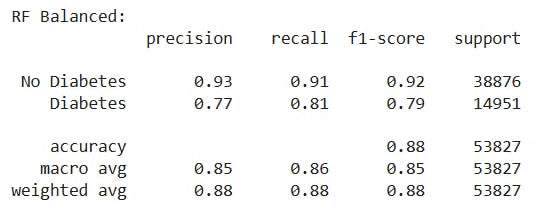 RF Balanced:
precision recall f1-score support
No Diabetes 0.93 0.91 0.92 38876
Diabetes 0.77 0.81 0.79 14951
accuracy 0.88 53827
macro avg 0.85 0.86 0.85 53827
weighted avg 0.88 0.88 0.88 53827